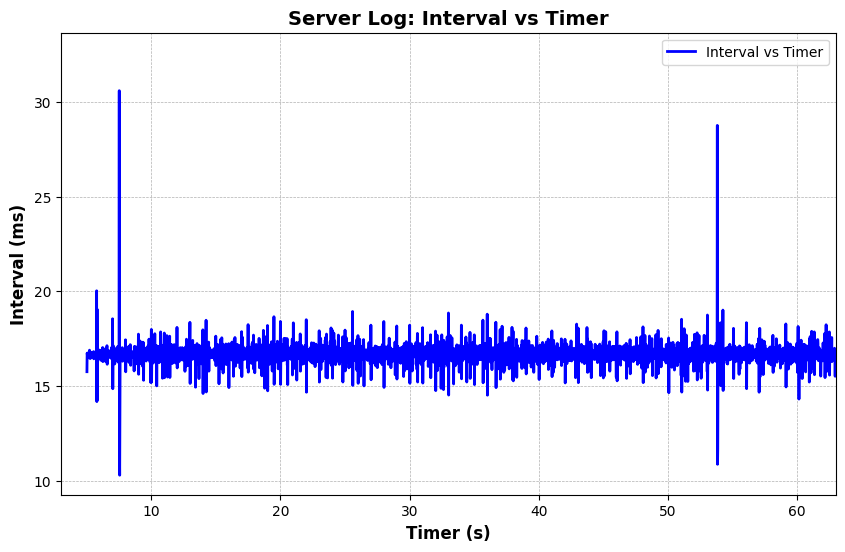 Server Log: Interval vs Timer
Interval vs Timer
30
25
20
15
10
Interval (ms)
10 20 30 40 50 60
Timer (s)